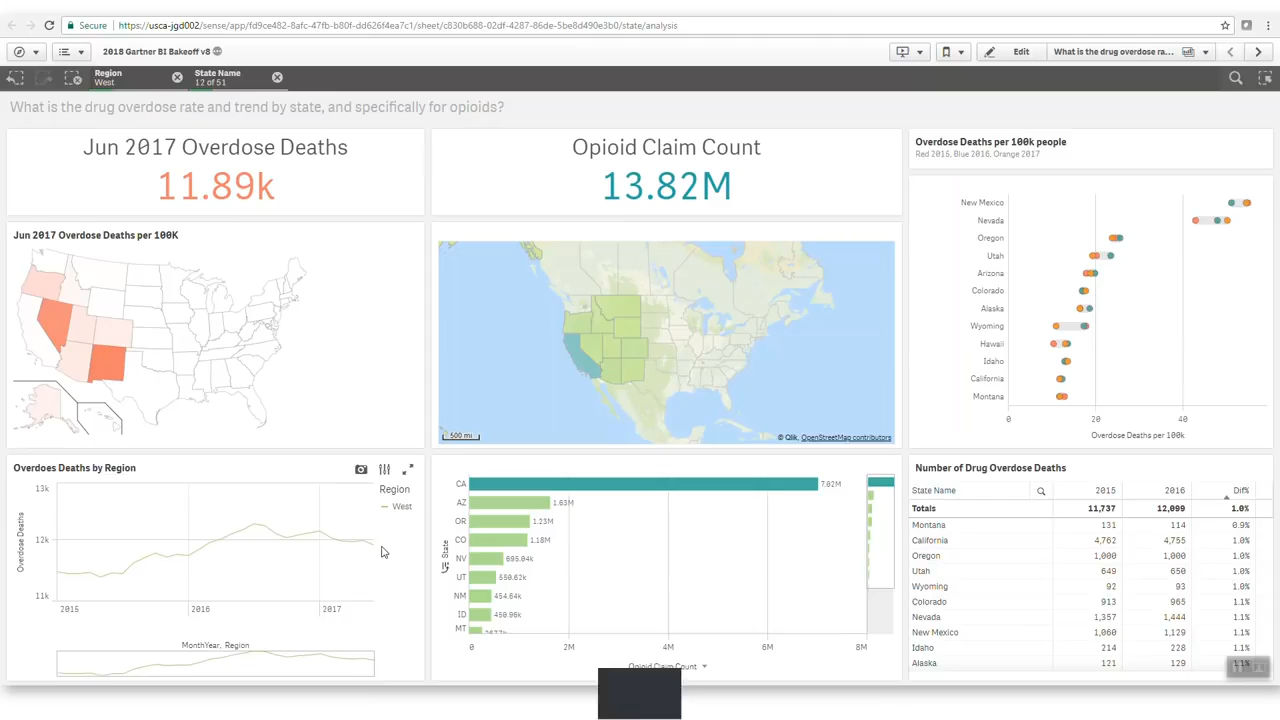 Secure https://usca-jgd002/sense/app/fd9ce482-8afc-47fb-b80f-dd626f4ea7c1/sheet/c830b688-02df-4287-86de-5be8d490e3b0/state/analysis
2018 Gartner BI Bakeoff v8
Edit
What is the drug overdose ra...
Region
West
State Name
12 of 51
What is the drug overdose rate and trend by state, and specifically for opioids?
Jun 2017 Overdose Deaths
11.89k
Opioid Claim Count
13.82M
Overdose Deaths per 100k people
Red 2015, Blue 2016, Orange 2017
New Mexico
Nevada
Oregon
Utah
Arizona
Colorado
Alaska
Wyoming
Hawaii
Idaho
California
Montana
0 20 40
Overdose Deaths per 100k
Jun 2017 Overdose Deaths per 100K
500 mi
© Qlik, OpenStreetMap contributors
Overdoes Deaths by Region
13k
12k
11k
Overdose Deaths
2015 2016 2017
MonthYear, Region
Region
West
State
CA 7.82M
AZ 1.63M
OR 1.23M
CO 1.18M
NV 695.04k
UT 550.62k
NM 454.64k
ID 450.96k
MT
0 2M 4M 6M 8M
Opioid Claim Count
Number of Drug Overdose Deaths
State Name 2015 2016 Dif%
Totals 11,737 12,099 1.0%
Montana 131 114 0.9%
California 4,762 4,755 1.0%
Oregon 1,000 1,000 1.0%
Utah 649 650 1.0%
Wyoming 92 93 1.0%
Colorado 913 965 1.1%
Nevada 1,357 1,444 1.1%
New Mexico 1,060 1,129 1.1%
Idaho 214 228 1.1%
Alaska 121 129 1.1%